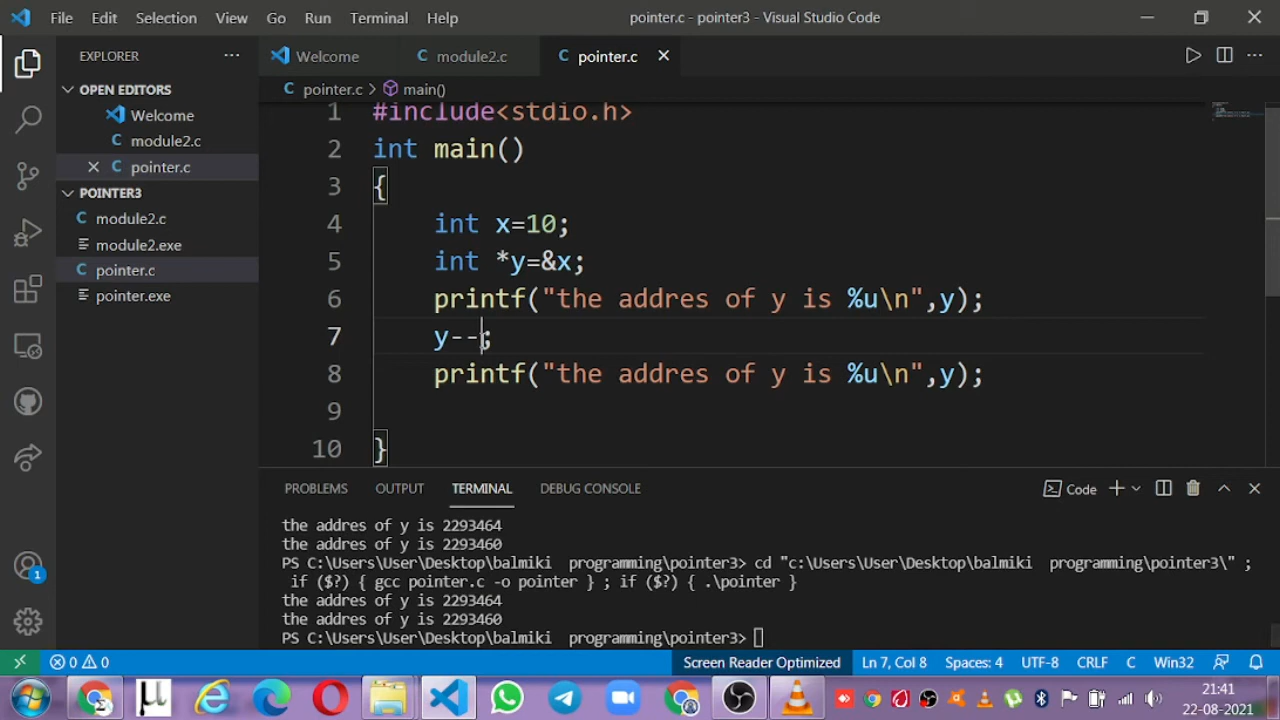 File Edit Selection View Go Run Terminal Help pointer.c - pointer3 - Visual Studio Code
EXPLORER
OPEN EDITORS
Welcome
C module2.c
C pointer.c
POINTER3
C module2.c
module2.exe
C pointer.c
pointer.exe
Welcome C module2.c C pointer.c
C pointer.c > main()
1 #include<stdio.h>
2 int main()
3 {
4 int x=10;
5 int *y=&x;
6 printf("the addres of y is %u\n",y);
7 y--;
8 printf("the addres of y is %u\n",y);
9
10 }
PROBLEMS OUTPUT TERMINAL DEBUG CONSOLE Code
the addres of y is 2293464
the addres of y is 2293460
PS C:\Users\User\Desktop\balmiki  programming\pointer3> cd "c:\Users\User\Desktop\balmiki  programming\pointer3\" ;
if ($?) { gcc pointer.c -o pointer } ; if ($?) { .\pointer }
the addres of y is 2293464
the addres of y is 2293460
PS C:\Users\User\Desktop\balmiki  programming\pointer3>
1
0 0 Screen Reader Optimized Ln 7, Col 8 Spaces: 4 UTF-8 CRLF C Win32
21:41
22-08-2021